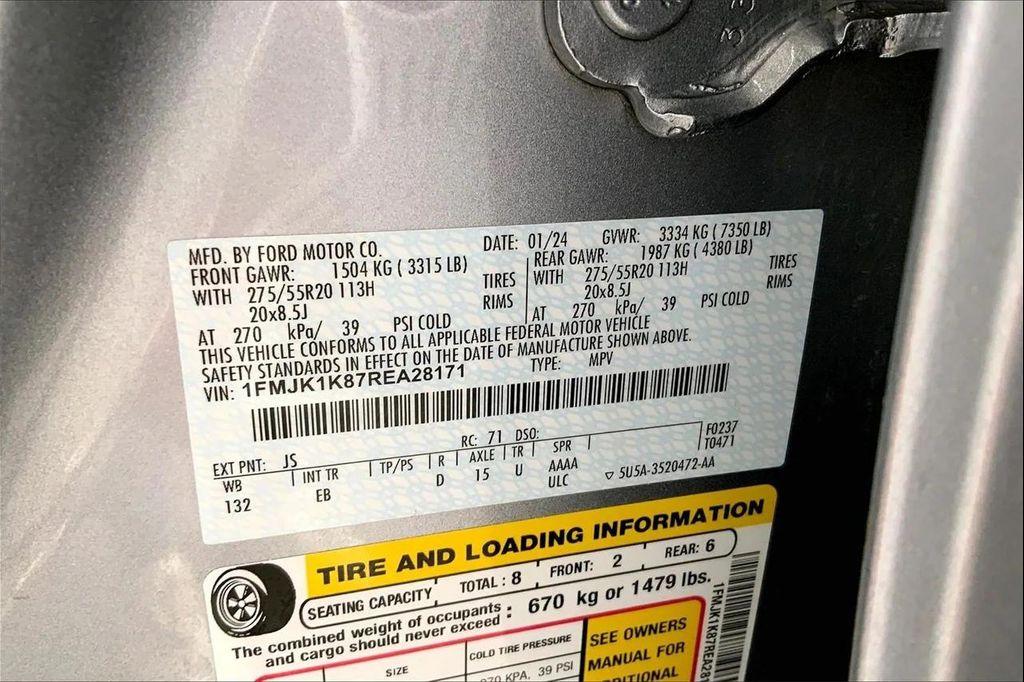 33
MFD. BY FORD MOTOR CO. DATE: 01/24 GVWR: 3334 KG ( 7350 LB)
FRONT GAWR: 1504 KG ( 3315 LB) REAR GAWR: 1987 KG ( 4380 LB)
WITH 275/55R20 113H TIRES WITH 275/55R20 113H TIRES
20x8.5J RIMS 20x8.5J RIMS
AT 270 kPa/ 39 PSI COLD AT 270 kPa/ 39 PSI COLD
THIS VEHICLE CONFORMS TO ALL APPLICABLE FEDERAL MOTOR VEHICLE
SAFETY STANDARDS IN EFFECT ON THE DATE OF MANUFACTURE SHOWN ABOVE.
VIN: 1FMJK1K87REA28171 TYPE: MPV
F0237
EXT PNT: JS RC: 71 DSO: T0471
WB INT TR TP/PS R AXLE TR SPR
132 EB D 15 U AAAA
ULC ▽ 5U5A-3520472-AA
TIRE AND LOADING INFORMATION
SEATING CAPACITY TOTAL : 8 FRONT: 2 REAR: 6
The combined weight of occupants
and cargo should never exceed : 670 kg or 1479 lbs.
SIZE COLD TIRE PRESSURE SEE OWNERS
KPA, 39 PSI MANUAL FOR
1FMJK1K87REA281